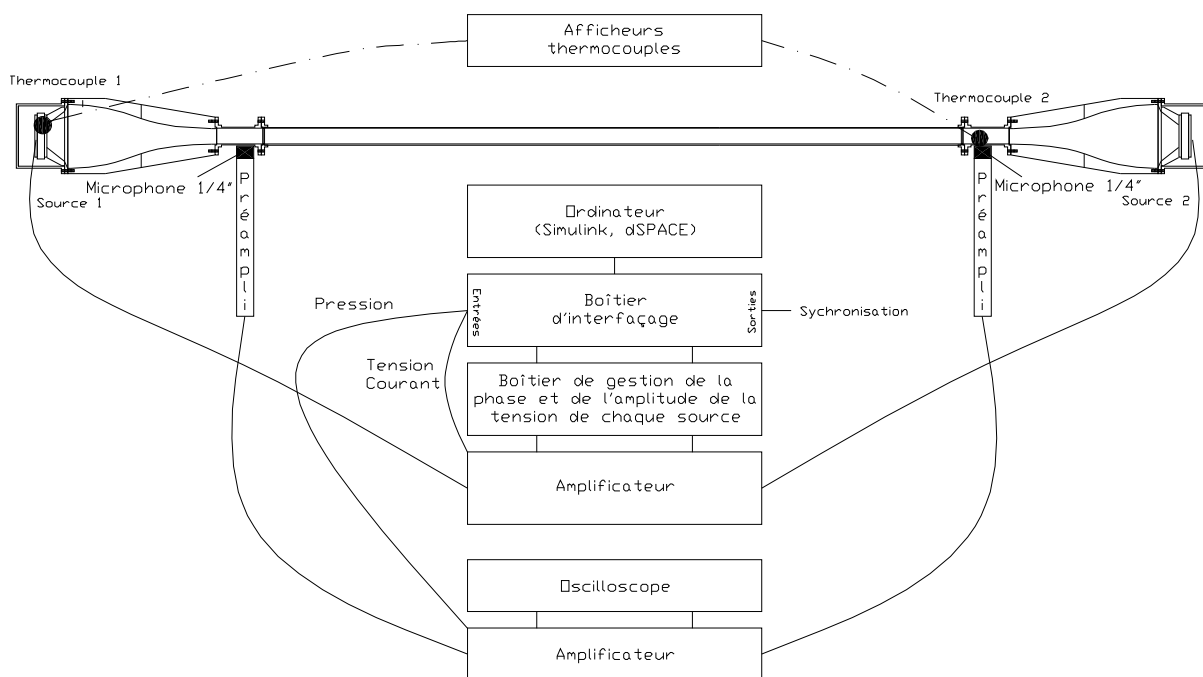 Afficheurs
thermocouples
Thermocouple 1
Thermocouple 2
Microphone 1/4"
Source 1
Microphone 1/4"
Source 2
Préampli
Préampli
Ordinateur
(Simulink, dSPACE)
Pression
Entrées
Boîtier
d'interfaçage
Sorties
Sychronisation
Tension
Courant
Boîtier de gestion de la
phase et de l'amplitude de la
tension de chaque source
Amplificateur
Oscilloscope
Amplificateur